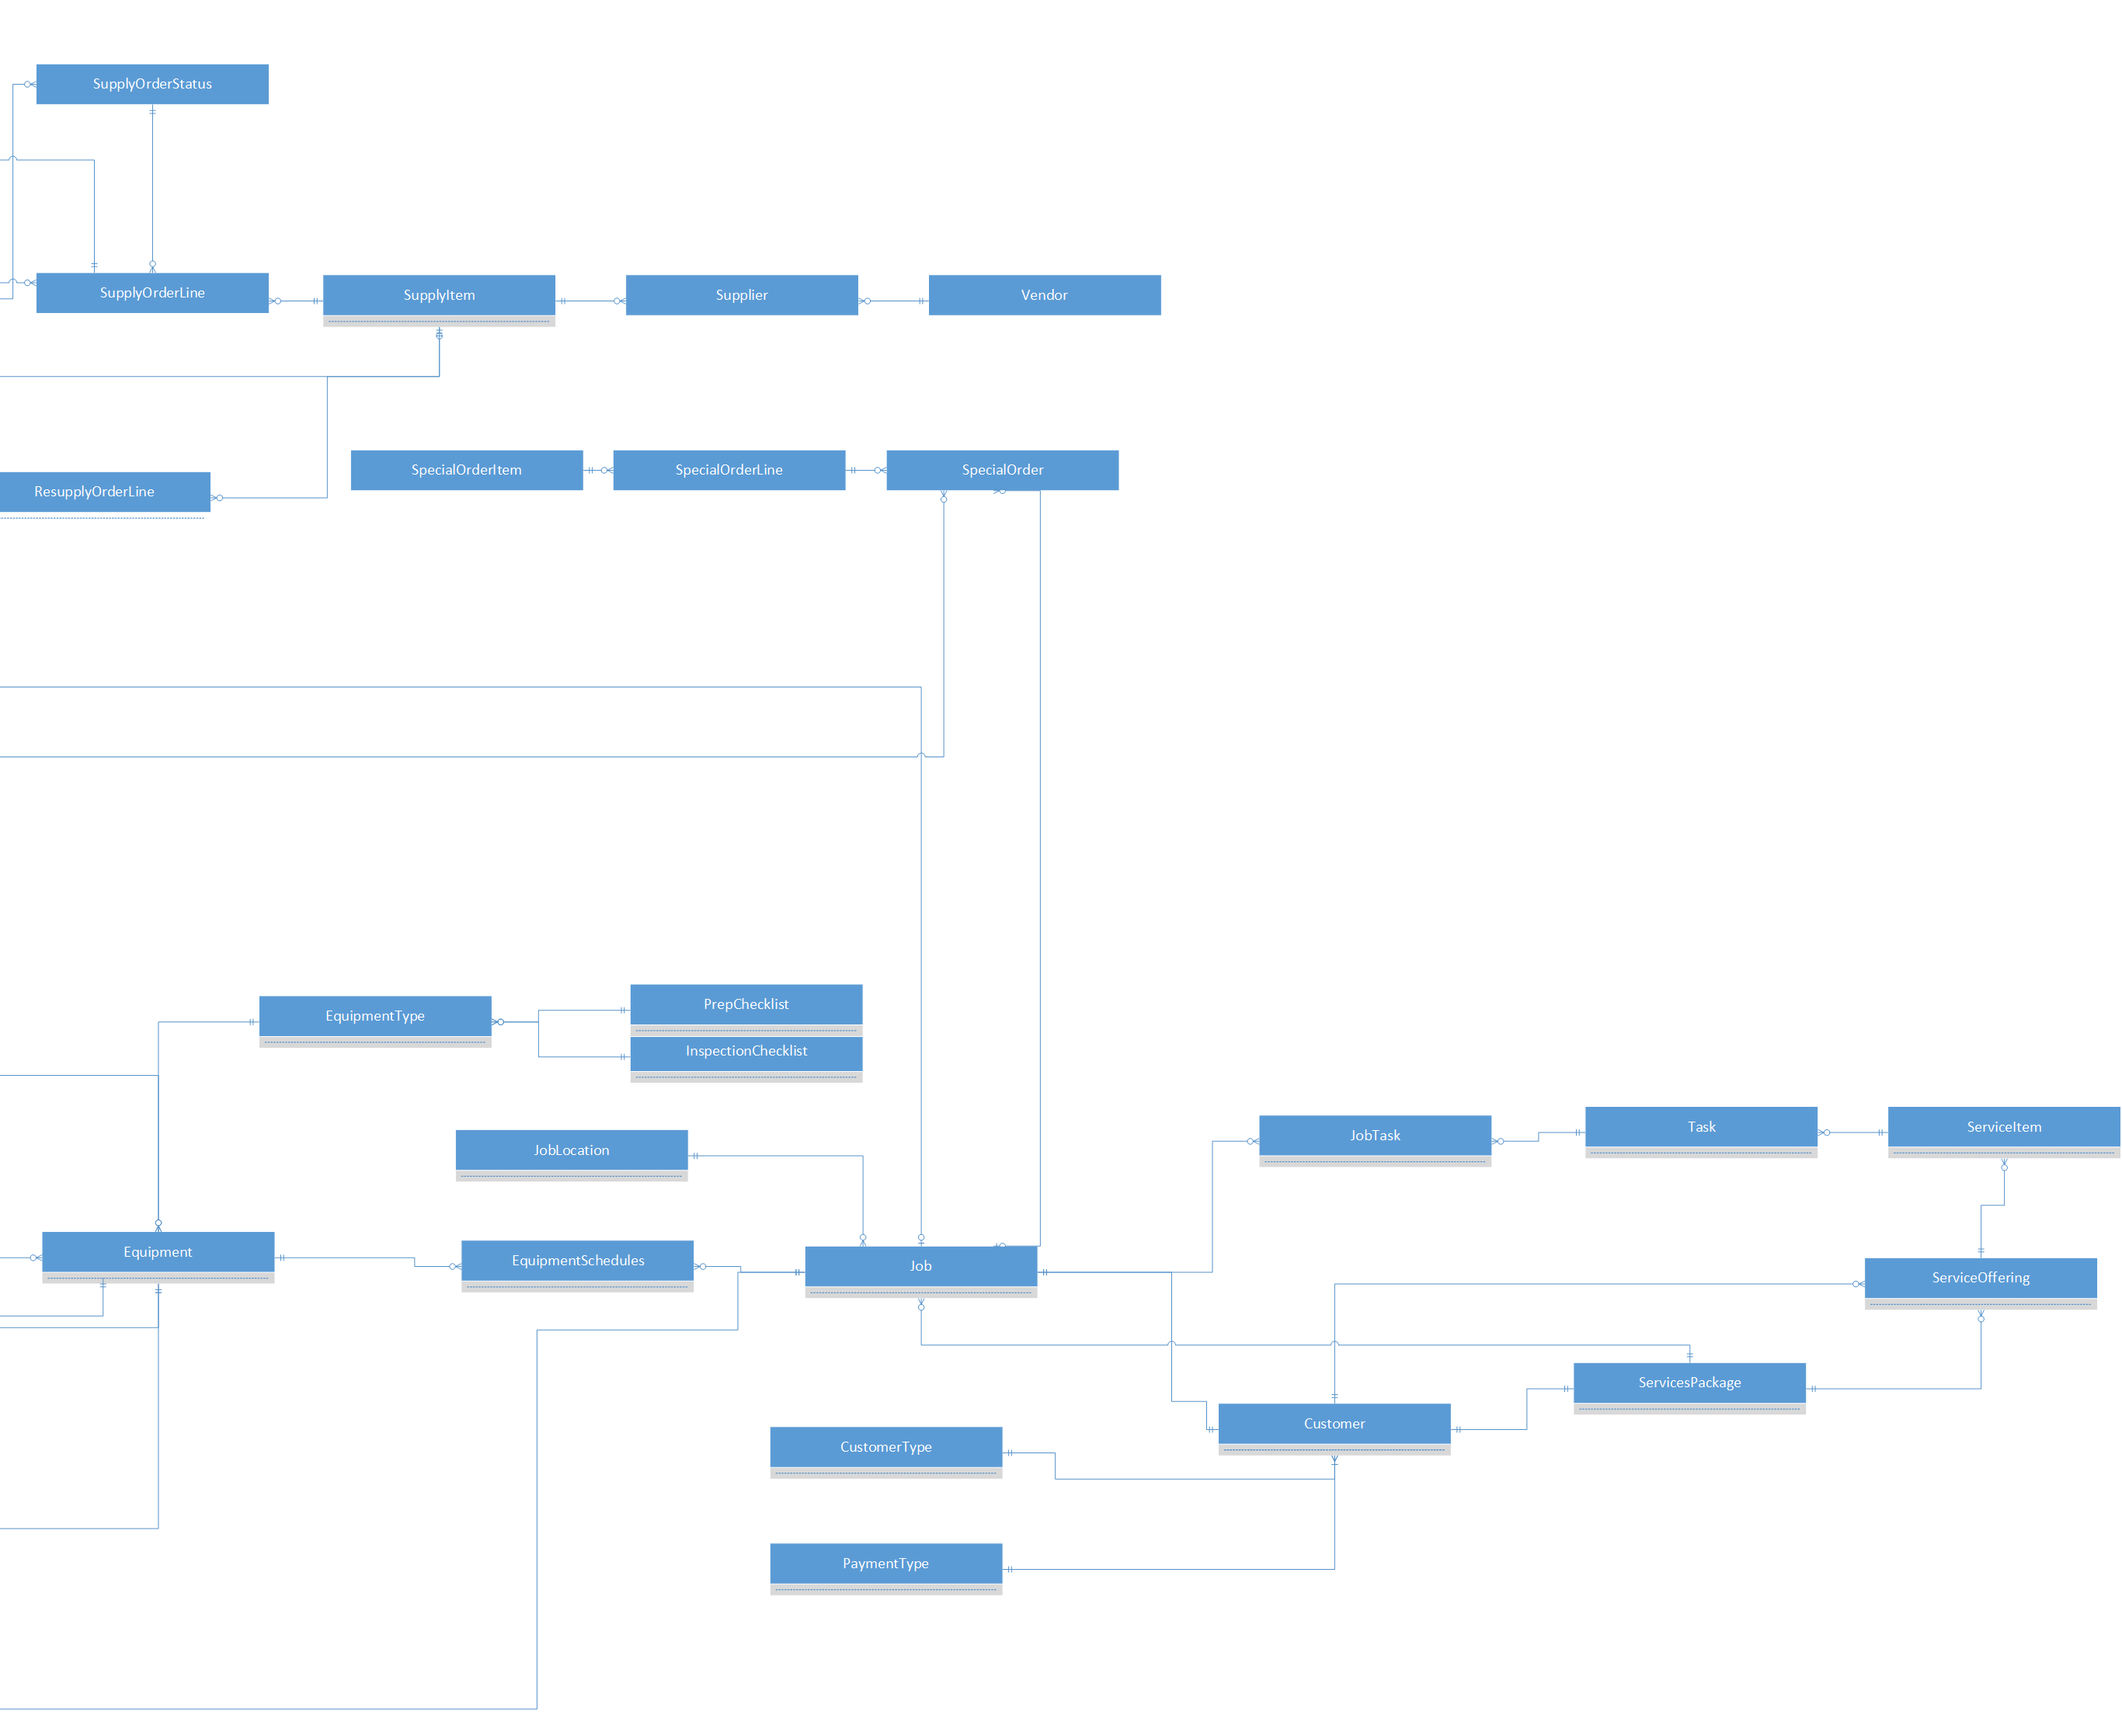 SupplyOrderStatus
SupplyOrderLine
SupplyItem
Supplier
Vendor
SpecialOrderItem
SpecialOrderLine
SpecialOrder
ResupplyOrderLine
PrepChecklist
EquipmentType
InspectionChecklist
JobTask
Task
ServiceItem
JobLocation
Equipment
EquipmentSchedules
Job
ServiceOffering
ServicesPackage
Customer
CustomerType
PaymentType